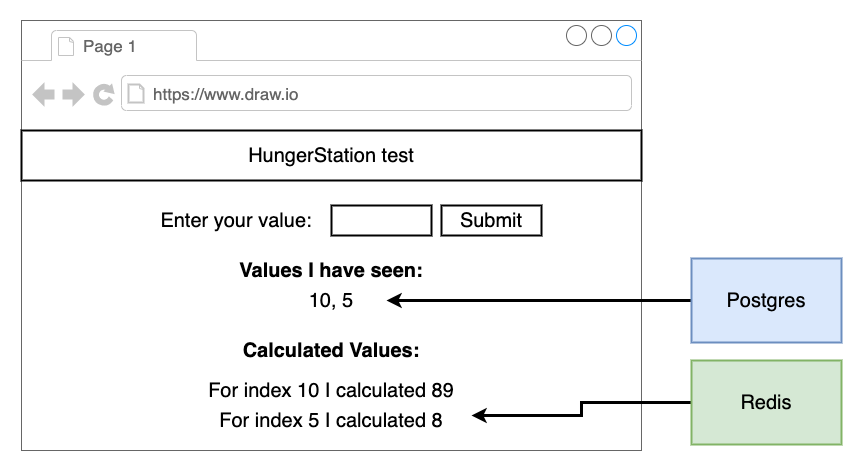 Page 1
https://www.draw.io
HungerStation test
Enter your value: Submit
Values I have seen:
10, 5
Postgres
Calculated Values:
For index 10 I calculated 89
For index 5 I calculated 8
Redis